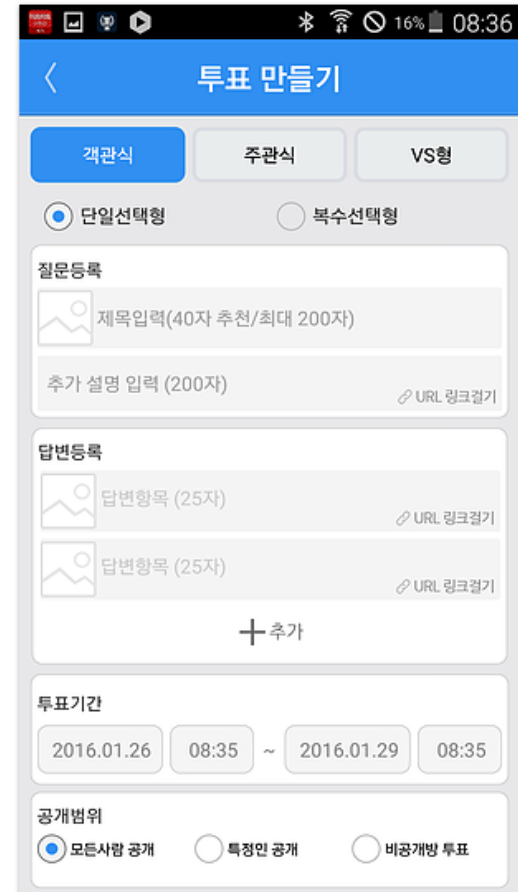 16% 08:36
투표 만들기
객관식 주관식 VS형
단일선택형 복수선택형
질문등록
제목입력(40자 추천/최대 200자)
추가 설명 입력 (200자)
URL 링크걸기
답변등록
답변항목 (25자)
URL 링크걸기
답변항목 (25자)
URL 링크걸기
추가
투표기간
2016.01.26 08:35 ~ 2016.01.29 08:35
공개범위
모든사람 공개 특정인 공개 비공개방 투표